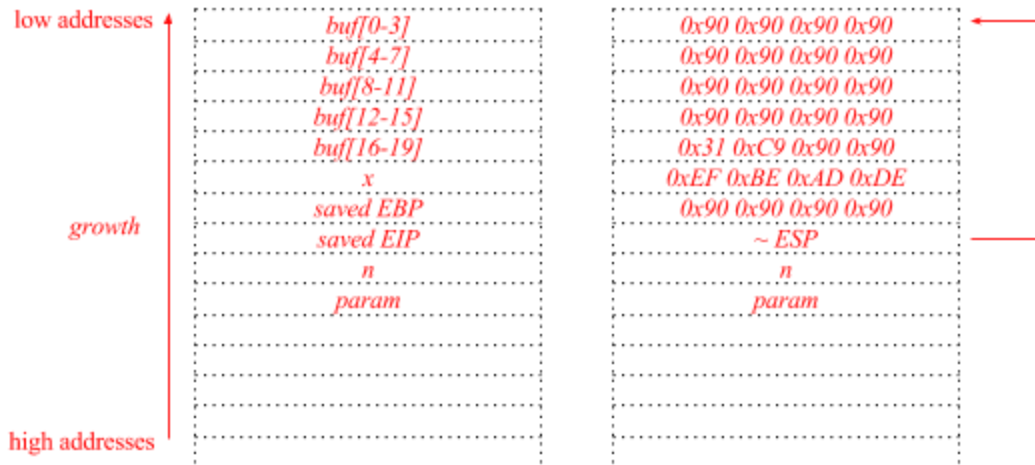 low addresses buf[0-3] 0x90 0x90 0x90 0x90
buf[4-7] 0x90 0x90 0x90 0x90
buf[8-11] 0x90 0x90 0x90 0x90
buf[12-15] 0x90 0x90 0x90 0x90
buf[16-19] 0x31 0xC9 0x90 0x90
x 0xEF 0xBE 0xAD 0xDE
growth saved EBP 0x90 0x90 0x90 0x90
saved EIP ~ ESP
n n
param param
high addresses